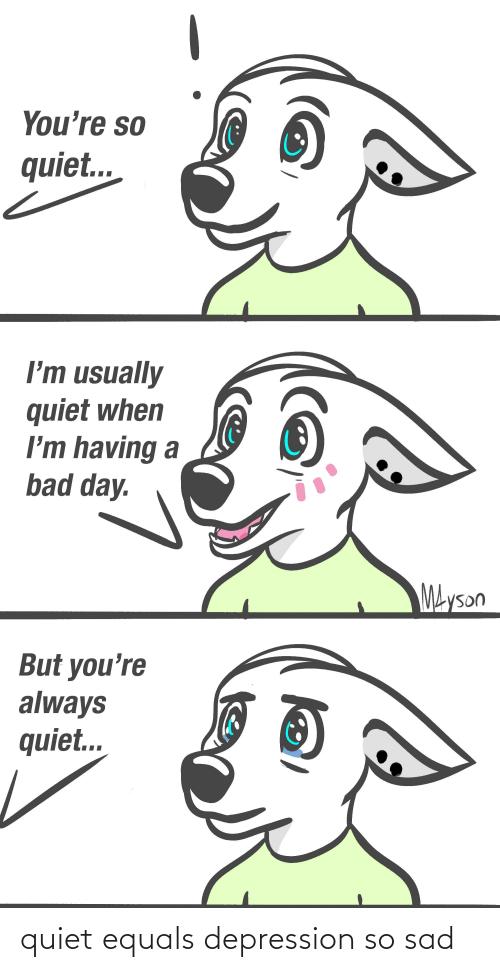 !
You're so
quiet...
I'm usually
quiet when
I'm having a
bad day.
MAyson
But you're
always
quiet...
quiet equals depression so sad